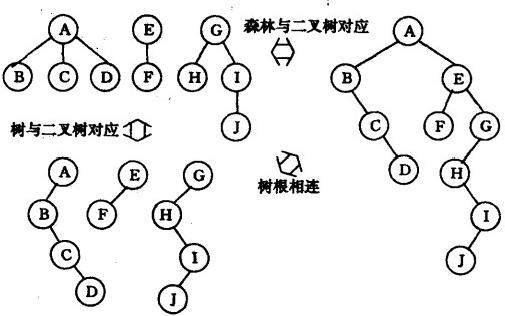 A E G 森林与二叉树对应 A
B C D F H I B E
J C F G
树与二叉树对应
D H
树根相连
A E G
B F H I
C I J
D J